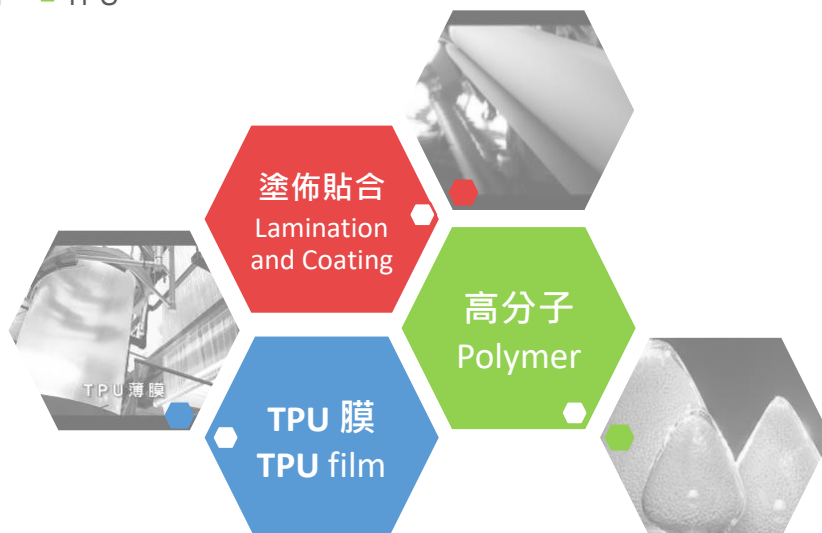 TPU
塗佈貼合
Lamination
and Coating
高分子
Polymer
TPU薄膜
TPU 膜
TPU film